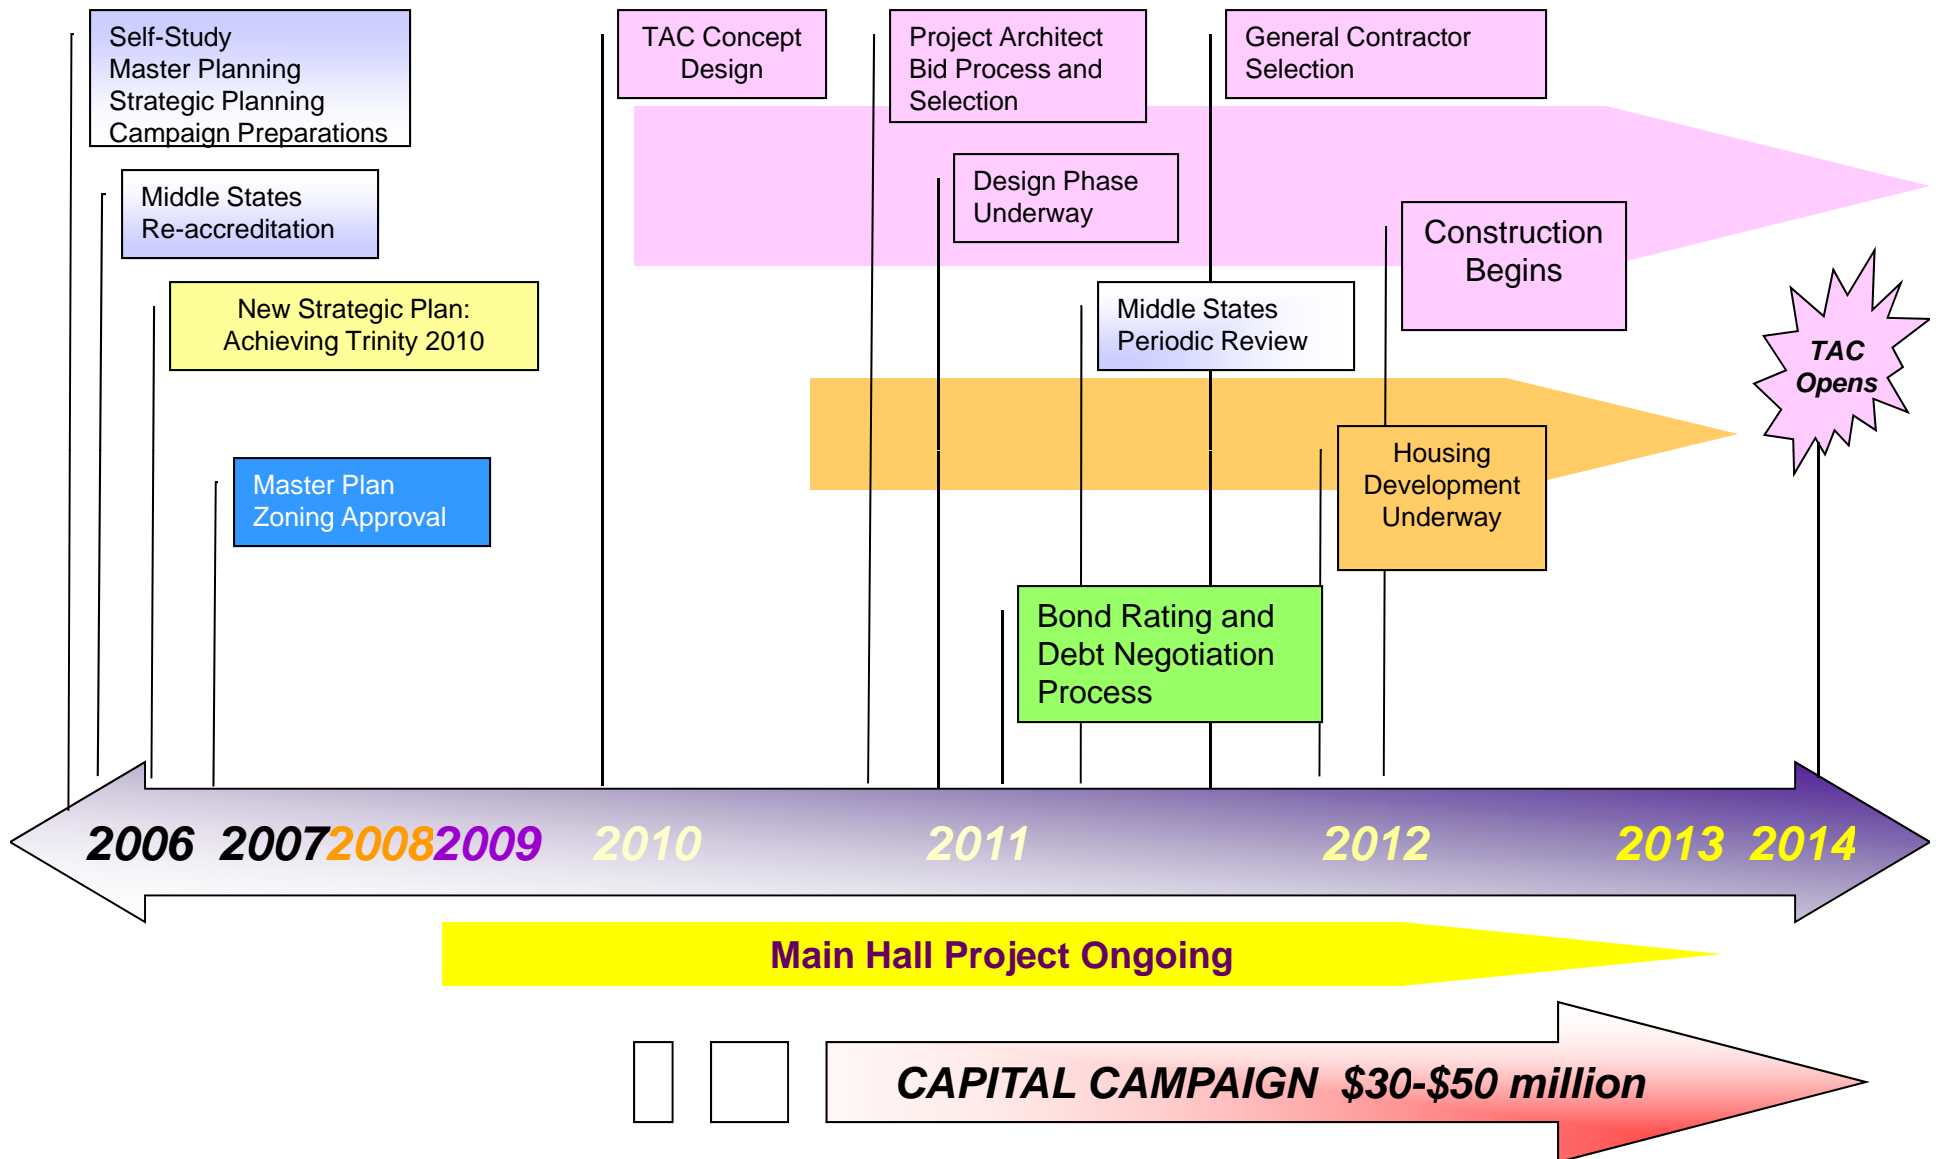 Self-Study
Master Planning
Strategic Planning
Campaign Preparations
TAC Concept
Design
Project Architect
Bid Process and
Selection
General Contractor
Selection
Middle States
Re-accreditation
Design Phase
Underway
Construction
Begins
New Strategic Plan:
Achieving Trinity 2010
Middle States
Periodic Review
TAC
Opens
Master Plan
Zoning Approval
Housing
Development
Underway
Bond Rating and
Debt Negotiation
Process
2006 2007 2008 2009 2010 2011 2012 2013 2014
Main Hall Project Ongoing
CAPITAL CAMPAIGN $30-$50 million